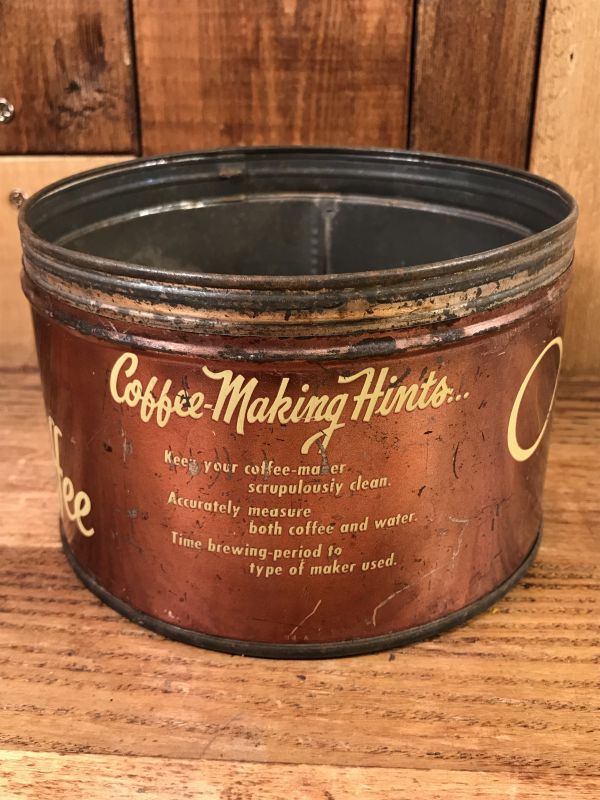 Coffee-Making Hints...
Keep your coffee-maker
scrupulously clean.
Accurately measure
both coffee and water.
Time brewing-period to
type of maker used.